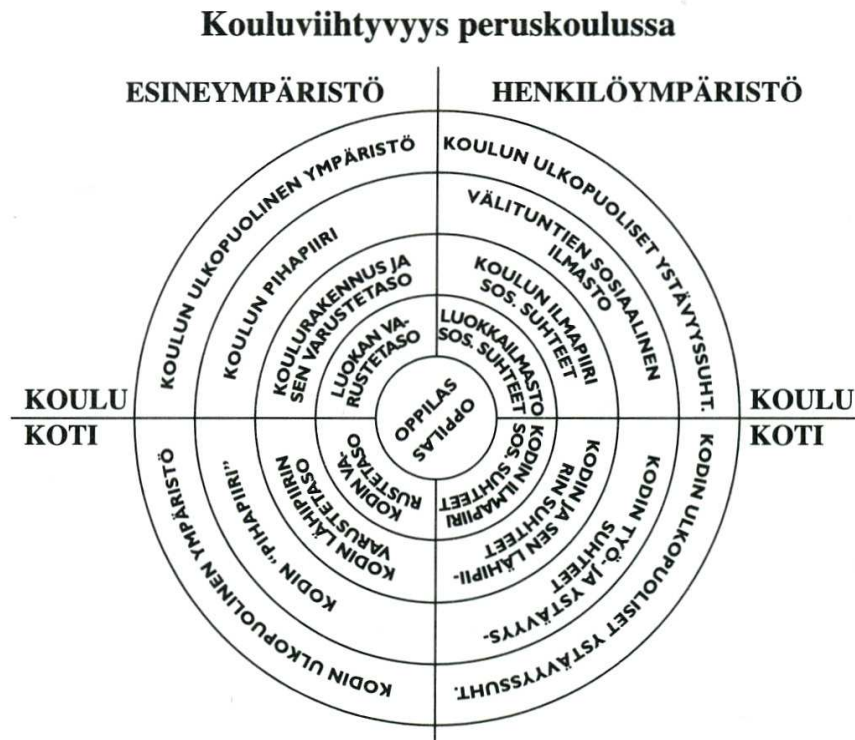 Kouluviihtyvyys peruskoulussa
ESINEYMPÄRISTÖ
HENKILÖYMPÄRISTÖ
KOULUN ULKOPUOLINEN YMPÄRISTÖ
KOULUN PIHAPIIRI
KOULURAKENNUS JA
SEN VARUSTETASO
LUOKAN VA-
RUSTETASO
KOULUN ULKOPUOLISET YSTÄVYYSSUHT.
VÄLITUNTIEN SOSIAALINEN
ILMASTO
KOULUN ILMAPIIRI
SOS. SUHTEET
LUOKKAILMASTO
SOS. SUHTEET
OPPILAS
OPPILAS
KOULU
KOULU
KOTI
KOTI
KODIN VA-
RUSTETASO
KODIN LÄHIPIIRIN
VARUSTETASO
KODIN "PIHAPIIRI"
KODIN ULKOPUOLINEN YMPÄRISTÖ
KODIN ILMAPIIRI
SOS. SUHTEET
KODIN JA SEN LÄHIPII-
RIN SUHTEET
KODIN TYÖ- JA YSTÄVYYS-
SUHTEET
KODIN ULKOPUOLISET YSTÄVYYSSUHT.